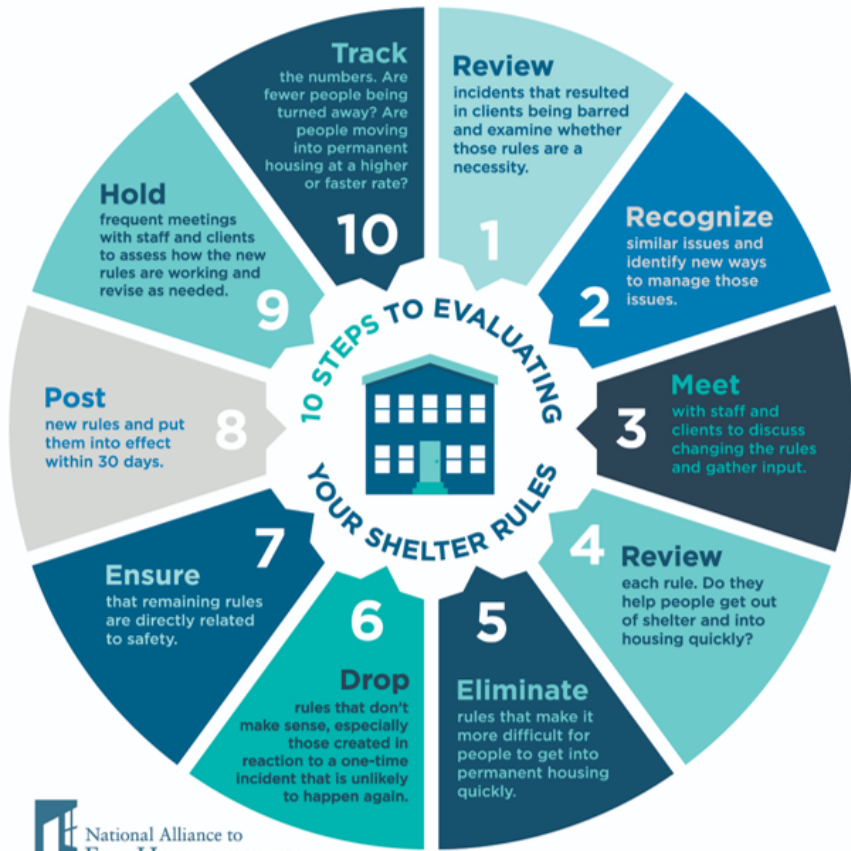 10 STEPS TO EVALUATING
YOUR SHELTER RULES
Review
incidents that resulted
in clients being barred
and examine whether
those rules are a
necessity.
1
Recognize
similar issues and
identify new ways
to manage those
issues.
2
Meet
with staff and
clients to discuss
changing the rules
and gather input.
3
4
Review
each rule. Do they
help people get out
of shelter and into
housing quickly?
5
Eliminate
rules that make it
more difficult for
people to get into
permanent housing
quickly.
6
Drop
rules that don't
make sense, especially
those created in
reaction to a one-time
incident that is unlikely
to happen again.
7
Ensure
that remaining rules
are directly related
to safety.
Post
new rules and put
them into effect
within 30 days.
8
Hold
frequent meetings
with staff and clients
to assess how the new
rules are working and
revise as needed.
9
Track
the numbers. Are
fewer people being
turned away? Are
people moving
into permanent
housing at a higher
or faster rate?
10
National Alliance to